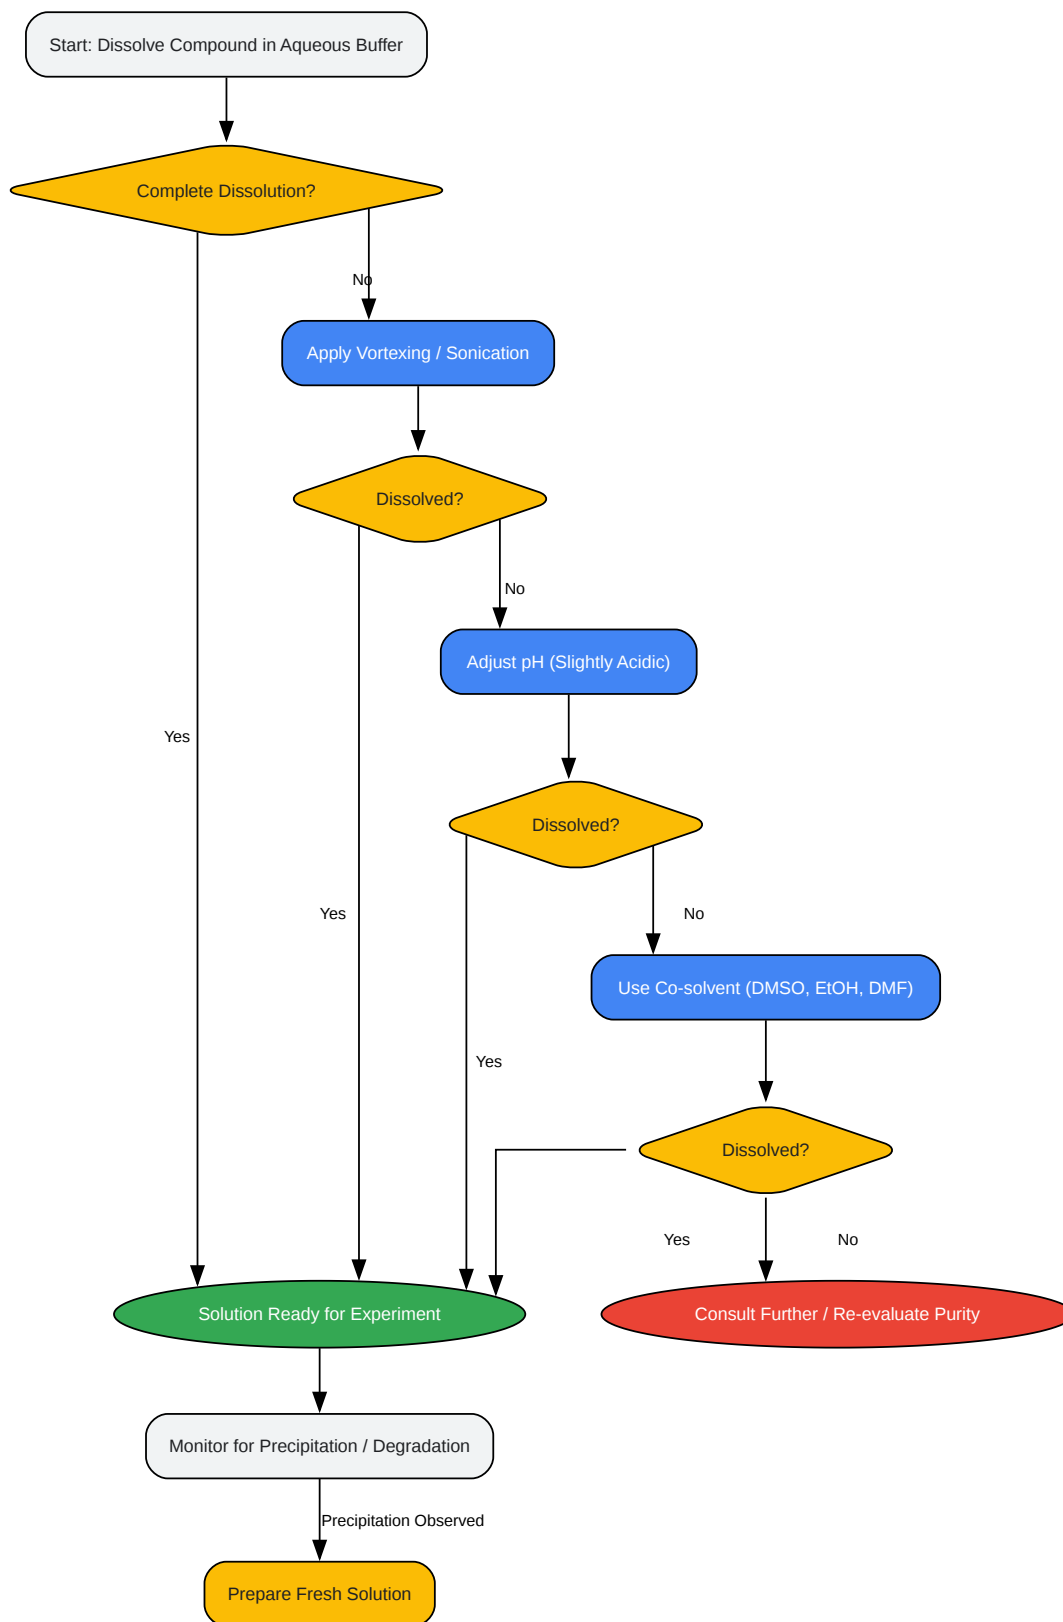 Start: Dissolve Compound in Aqueous Buffer
Complete Dissolution?
No
Apply Vortexing / Sonication
Dissolved?
No
Adjust pH (Slightly Acidic)
Yes
Dissolved?
Yes
No
Use Co-solvent (DMSO, EtOH, DMF)
Yes
Dissolved?
Yes
No
Solution Ready for Experiment
Consult Further / Re-evaluate Purity
Monitor for Precipitation / Degradation
Precipitation Observed
Prepare Fresh Solution